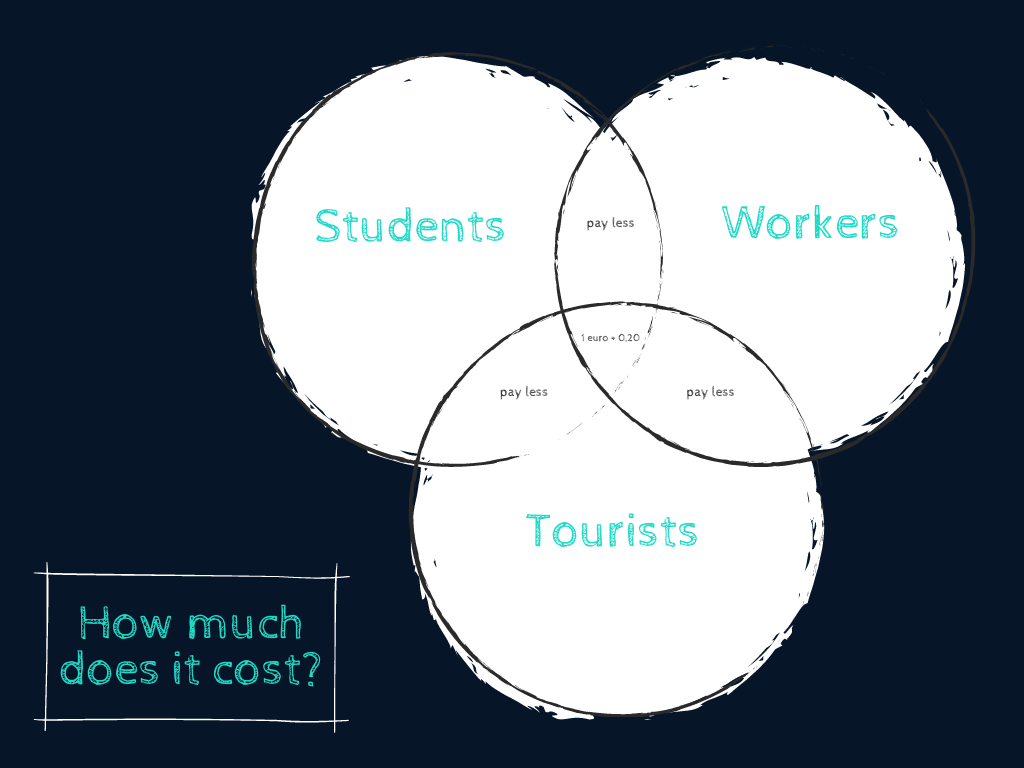 Students
Workers
pay less
1 euro + 0,20
pay less
pay less
Tourists
How much
does it cost?